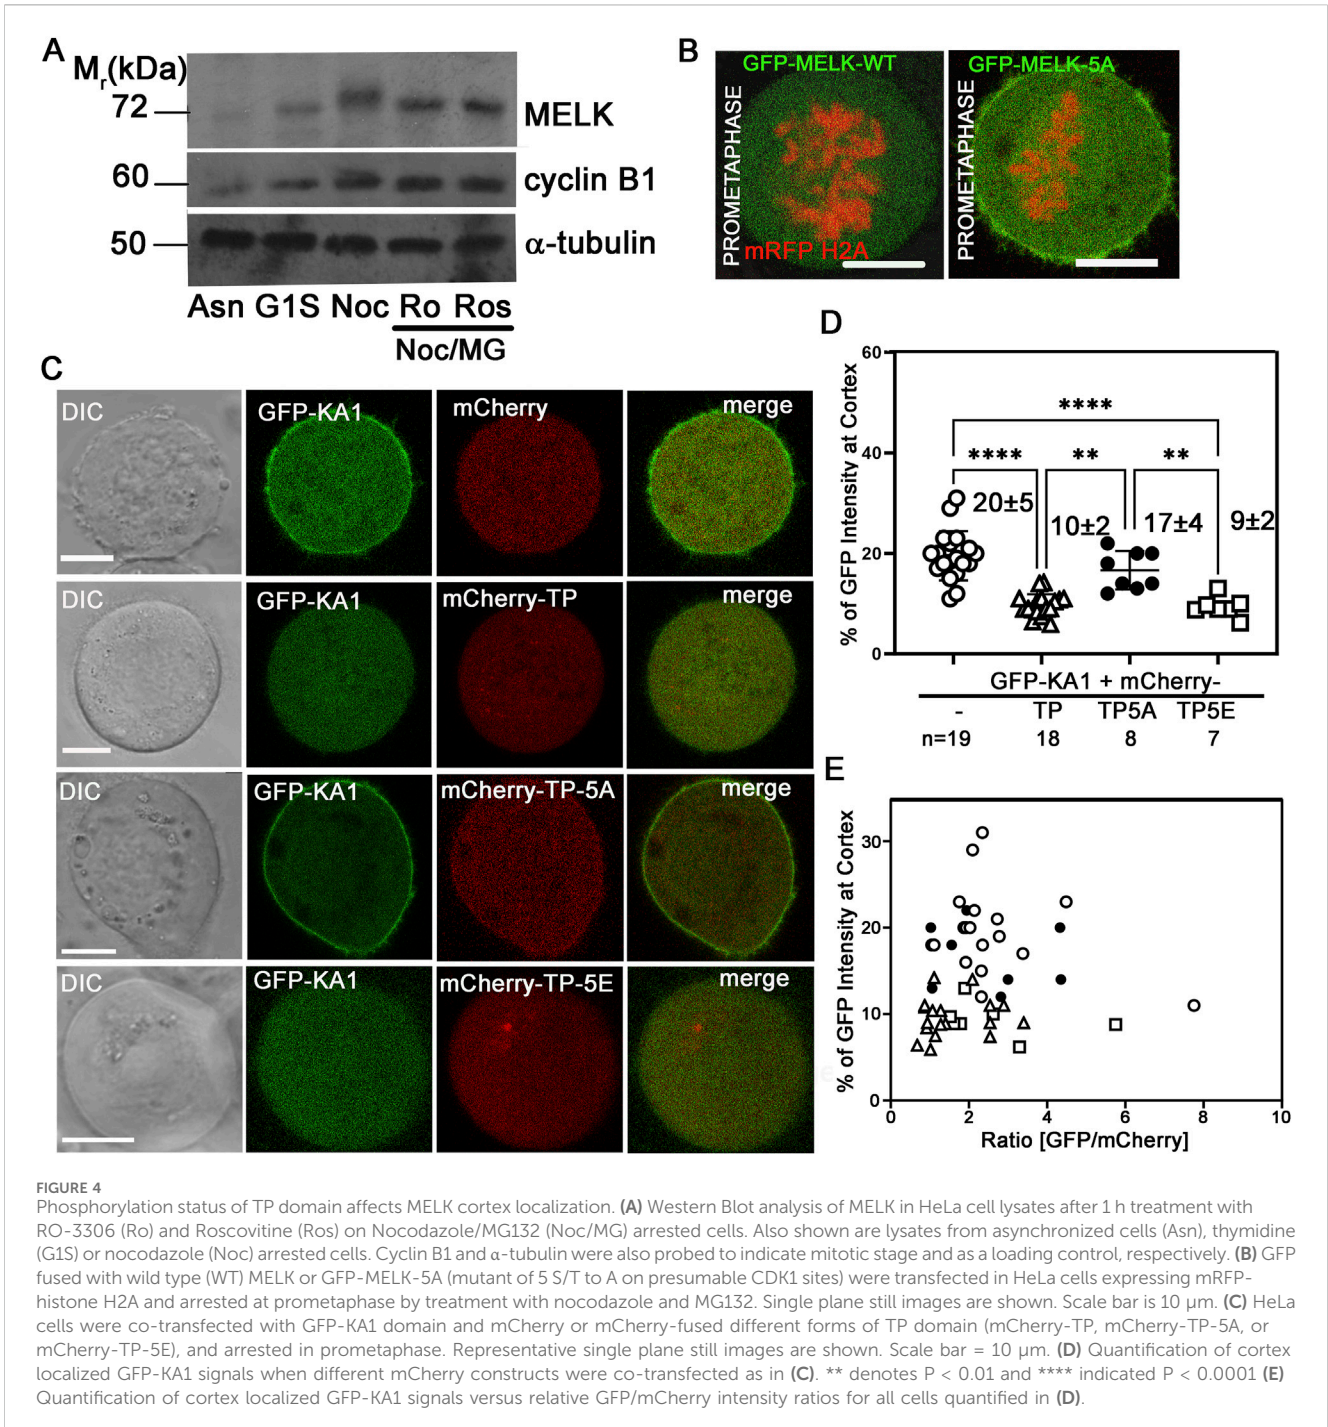 A
Mr(kDa)
72
MELK
60
cyclin B1
50
α-tubulin
Asn G1S Noc Ro Ros
Noc/MG
B
GFP-MELK-WT
PROMETAPHASE
mRFP H2A
GFP-MELK-5A
PROMETAPHASE
C
DIC GFP-KA1 mCherry merge
DIC GFP-KA1 mCherry-TP merge
DIC GFP-KA1 mCherry-TP-5A merge
DIC GFP-KA1 mCherry-TP-5E merge
D
% of GFP Intensity at Cortex
60
40
20
0
****
**** ** **
20±5 10±2 17±4 9±2
GFP-KA1 + mCherry-
- TP TP5A TP5E
n=19 18 8 7
E
% of GFP Intensity at Cortex
30
20
10
0
0 2 4 6 8 10
Ratio [GFP/mCherry]
FIGURE 4
Phosphorylation status of TP domain affects MELK cortex localization. (A) Western Blot analysis of MELK in HeLa cell lysates after 1 h treatment with
RO-3306 (Ro) and Roscovitine (Ros) on Nocodazole/MG132 (Noc/MG) arrested cells. Also shown are lysates from asynchronized cells (Asn), thymidine
(G1S) or nocodazole (Noc) arrested cells. Cyclin B1 and α-tubulin were also probed to indicate mitotic stage and as a loading control, respectively. (B) GFP
fused with wild type (WT) MELK or GFP-MELK-5A (mutant of 5 S/T to A on presumable CDK1 sites) were transfected in HeLa cells expressing mRFP-
histone H2A and arrested at prometaphase by treatment with nocodazole and MG132. Single plane still images are shown. Scale bar is 10 μm. (C) HeLa
cells were co-transfected with GFP-KA1 domain and mCherry or mCherry-fused different forms of TP domain (mCherry-TP, mCherry-TP-5A, or
mCherry-TP-5E), and arrested in prometaphase. Representative single plane still images are shown. Scale bar = 10 μm. (D) Quantification of cortex
localized GFP-KA1 signals when different mCherry constructs were co-transfected as in (C). ** denotes P < 0.01 and **** indicated P < 0.0001 (E)
Quantification of cortex localized GFP-KA1 signals versus relative GFP/mCherry intensity ratios for all cells quantified in (D).